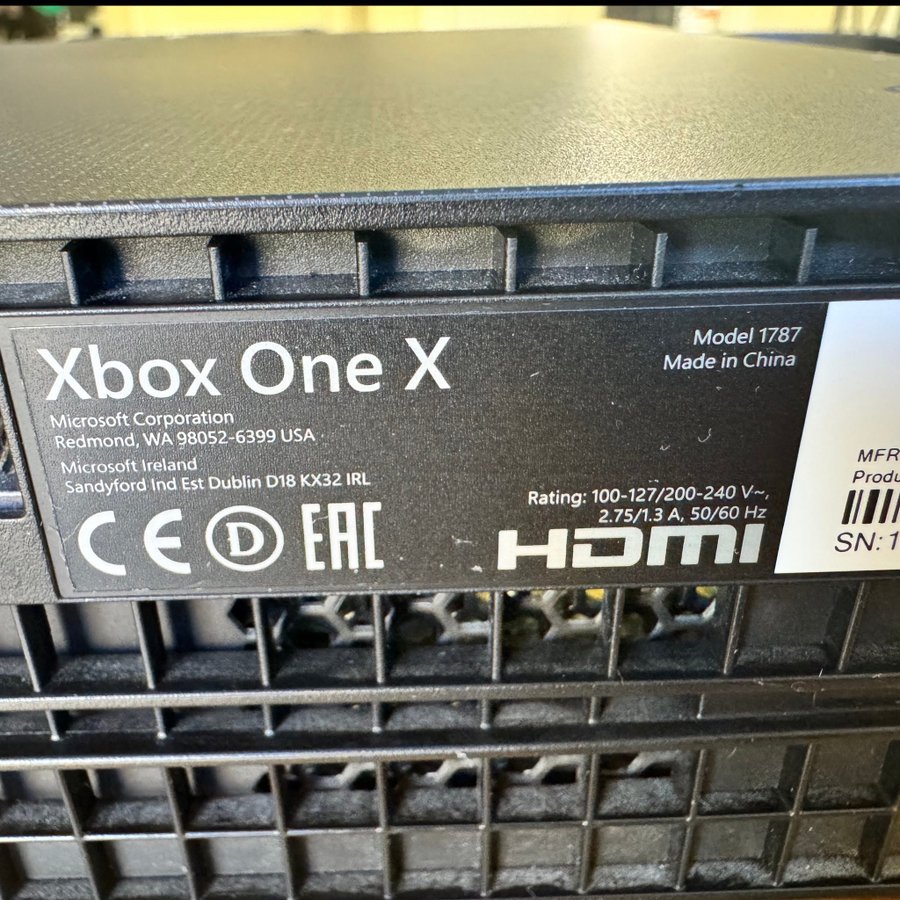 Xbox One X
Microsoft Corporation
Redmond, WA 98052-6399 USA
Microsoft Ireland
Sandyford Ind Est Dublin D18 KX32 IRL
CE D EAC
Model 1787
Made in China
Rating: 100-127/200-240 V~,
2.75/1.3 A, 50/60 Hz
HDMI
MFR
SN: 1